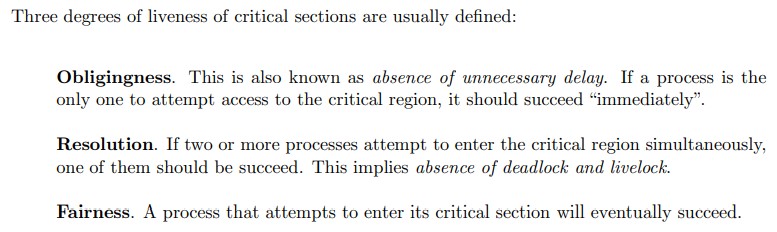 Three degrees of liveness of critical sections are usually defined:
Obligingness. This is also known as absence of unnecessary delay. If a process is the
only one to attempt access to the critical region, it should succeed “immediately”.
Resolution. If two or more processes attempt to enter the critical region simultaneously,
one of them should be succeed. This implies absence of deadlock and livelock.
Fairness. A process that attempts to enter its critical section will eventually succeed.